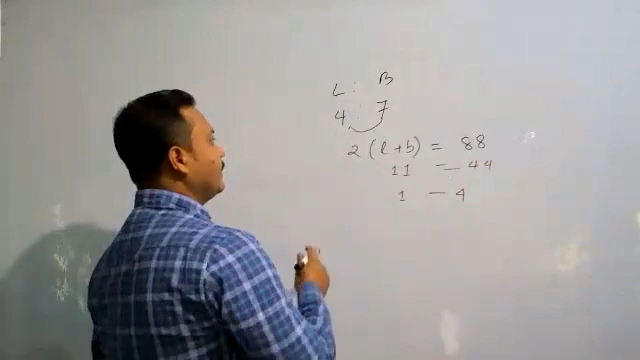 L : B
4 : 7
2 (l + b) = 88
11 — 44
1 — 4